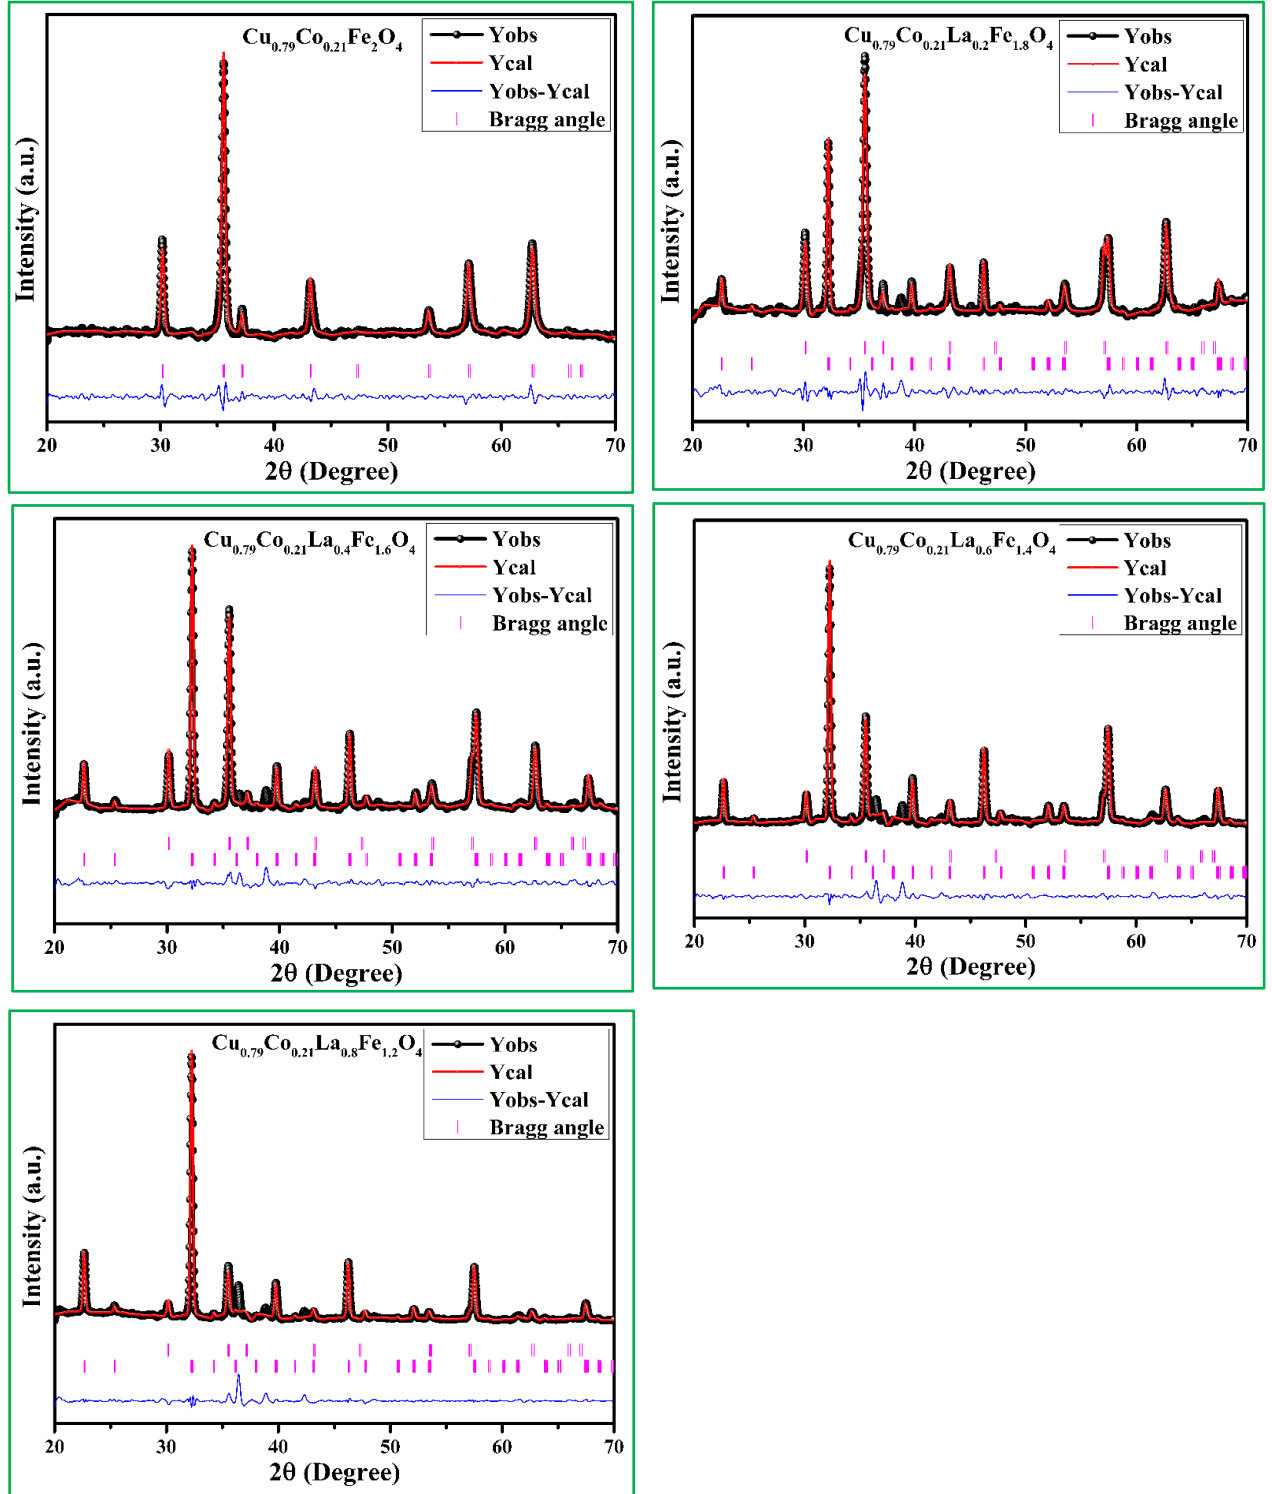 Cu0.79Co0.21Fe2O4
Yobs
Ycal
Yobs-Ycal
Bragg angle
Intensity (a.u.)
20 30 40 50 60 70
2θ (Degree)
Cu0.79Co0.21La0.2Fe1.8O4
Yobs
Ycal
Yobs-Ycal
Bragg angle
Intensity (a.u.)
20 30 40 50 60 70
2θ (Degree)
Cu0.79Co0.21La0.4Fe1.6O4
Yobs
Ycal
Yobs-Ycal
Bragg angle
Intensity (a.u.)
20 30 40 50 60 70
2θ (Degree)
Cu0.79Co0.21La0.6Fe1.4O4
Yobs
Ycal
Yobs-Ycal
Bragg angle
Intensity (a.u.)
20 30 40 50 60 70
2θ (Degree)
Cu0.79Co0.21La0.8Fe1.2O4
Yobs
Ycal
Yobs-Ycal
Bragg angle
Intensity (a.u.)
20 30 40 50 60 70
2θ (Degree)